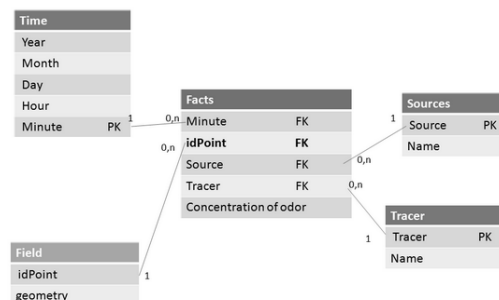 Time
Year
Month
Day
Hour
Minute PK
1
0,n
0,n
Facts
Minute FK
idPoint FK
Source FK
Tracer FK
Concentration of odor
0,n
0,n
1
Sources
Source PK
Name
1
Tracer
Tracer PK
Name
Field
idPoint
1
geometry